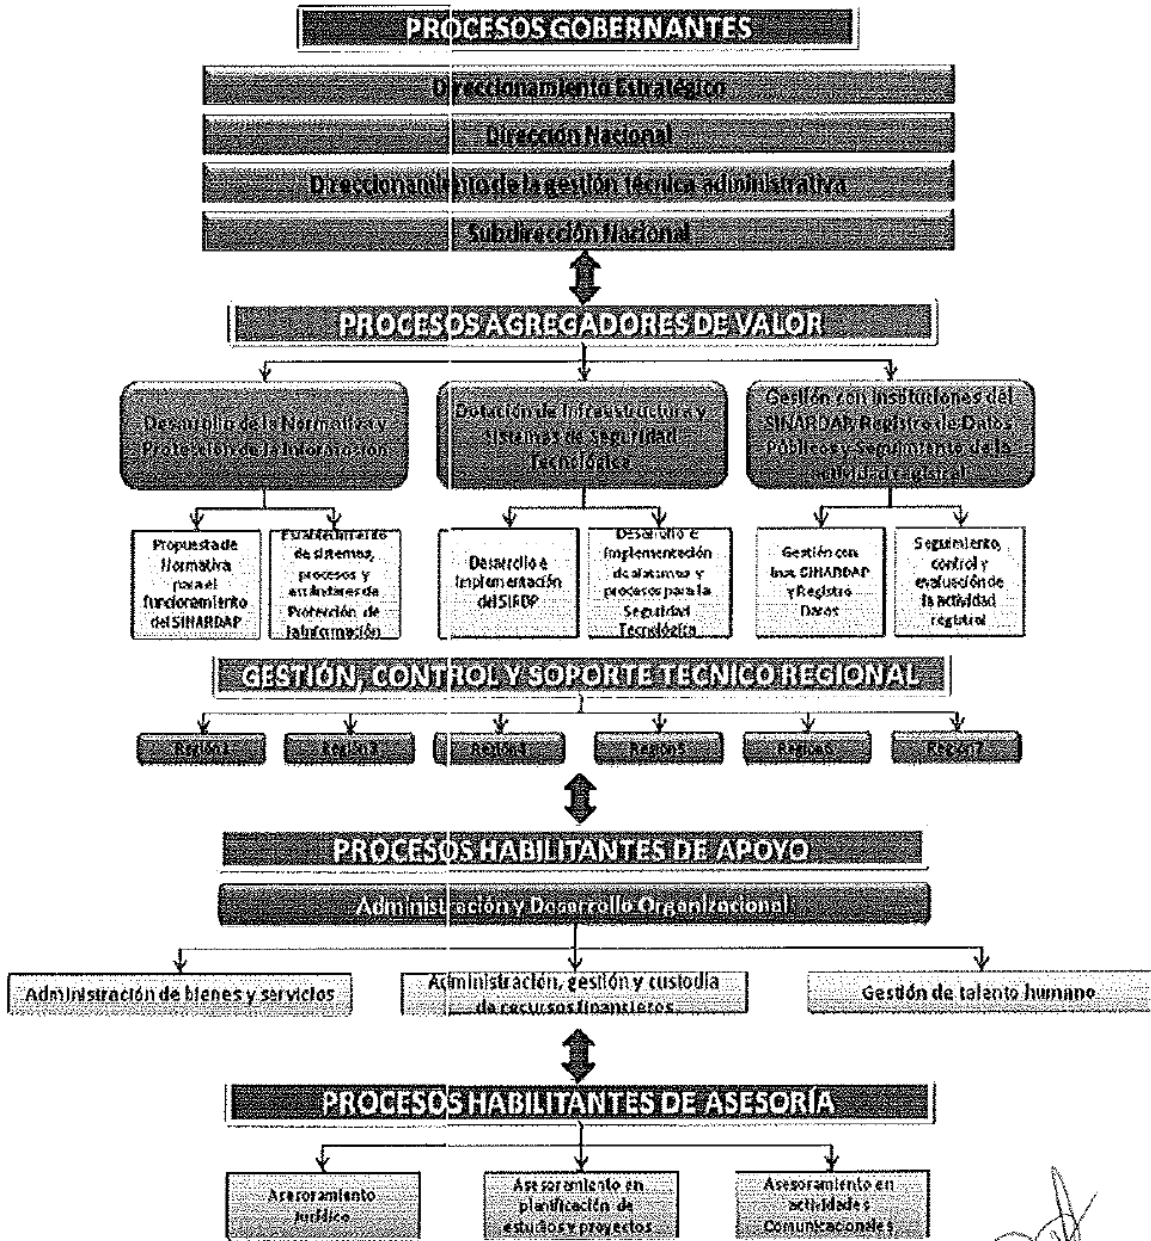 PROCESOS GOBERNANTES
Direccionamiento Estratégico
Dirección Nacional
Direccionamiento de la gestión técnica administrativa
Subdirección Nacional
PROCESOS AGREGADORES DE VALOR
Desarrollo de la Normativa y
Protección de la Información
Dotación de Infraestructura y
Sistemas de Seguridad
Tecnológica
Gestión con Instituciones del
SINARDAP, Registro de Datos
Públicos y Seguimiento de la
actividad registral
Propuesta de
Normativa
para el
funcionamiento
del SINARDAP
Establecimiento
de sistemas,
procesos y
estándares de
Protección de
la Información
Desarrollo e
Implementación
del SIRDP
Desarrollo e
Implementación
de sistemas y
procesos para la
Seguridad
Tecnológica
Gestión con
Inst. SINARDAP
y Registro
Datos
Seguimiento,
control y
evaluación de
la actividad
registral
GESTIÓN, CONTROL Y SOPORTE TECNICO REGIONAL
Región
Región 3
Región 4
Región 5
Región 6
Región 7
PROCESOS HABILITANTES DE APOYO
Administración y Desarrollo Organizacional
Administración de bienes y servicios
Administración, gestión y custodia
de recursos financieros
Gestión de talento humano
PROCESOS HABILITANTES DE ASESORÍA
Asesoramiento
Jurídico
Asesoramiento en
planificación de
estudios y proyectos
Asesoramiento en
actividades
Comunicacionales